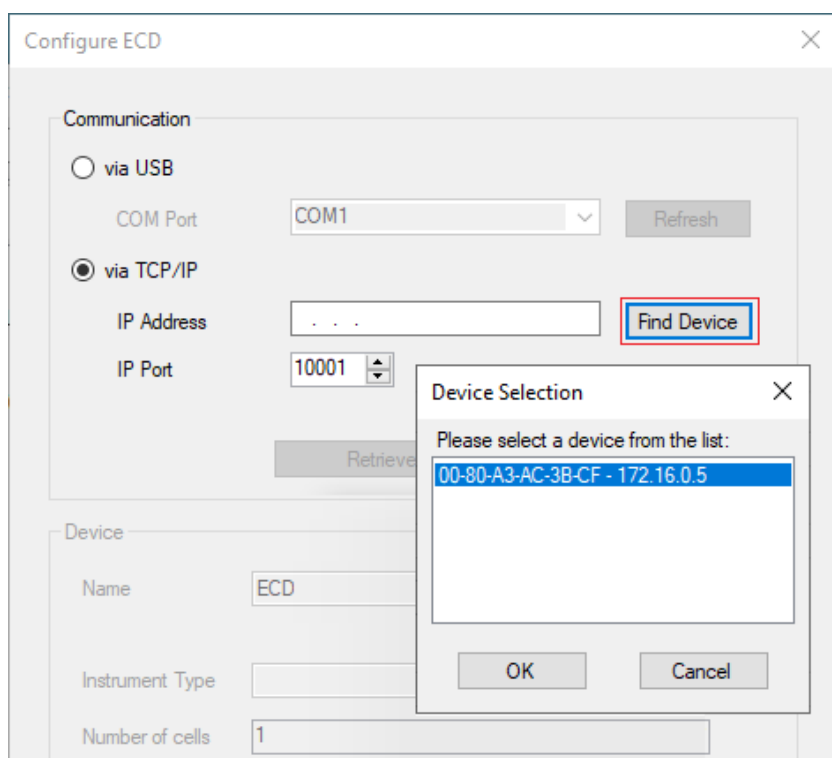 Configure ECD
Communication
via USB
COM Port COM1 Refresh
via TCP/IP
IP Address . . . Find Device
IP Port 10001
Retrieve
Device Selection
Please select a device from the list:
00-80-A3-AC-3B-CF - 172.16.0.5
OK Cancel
Device
Name ECD
Instrument Type
Number of cells 1